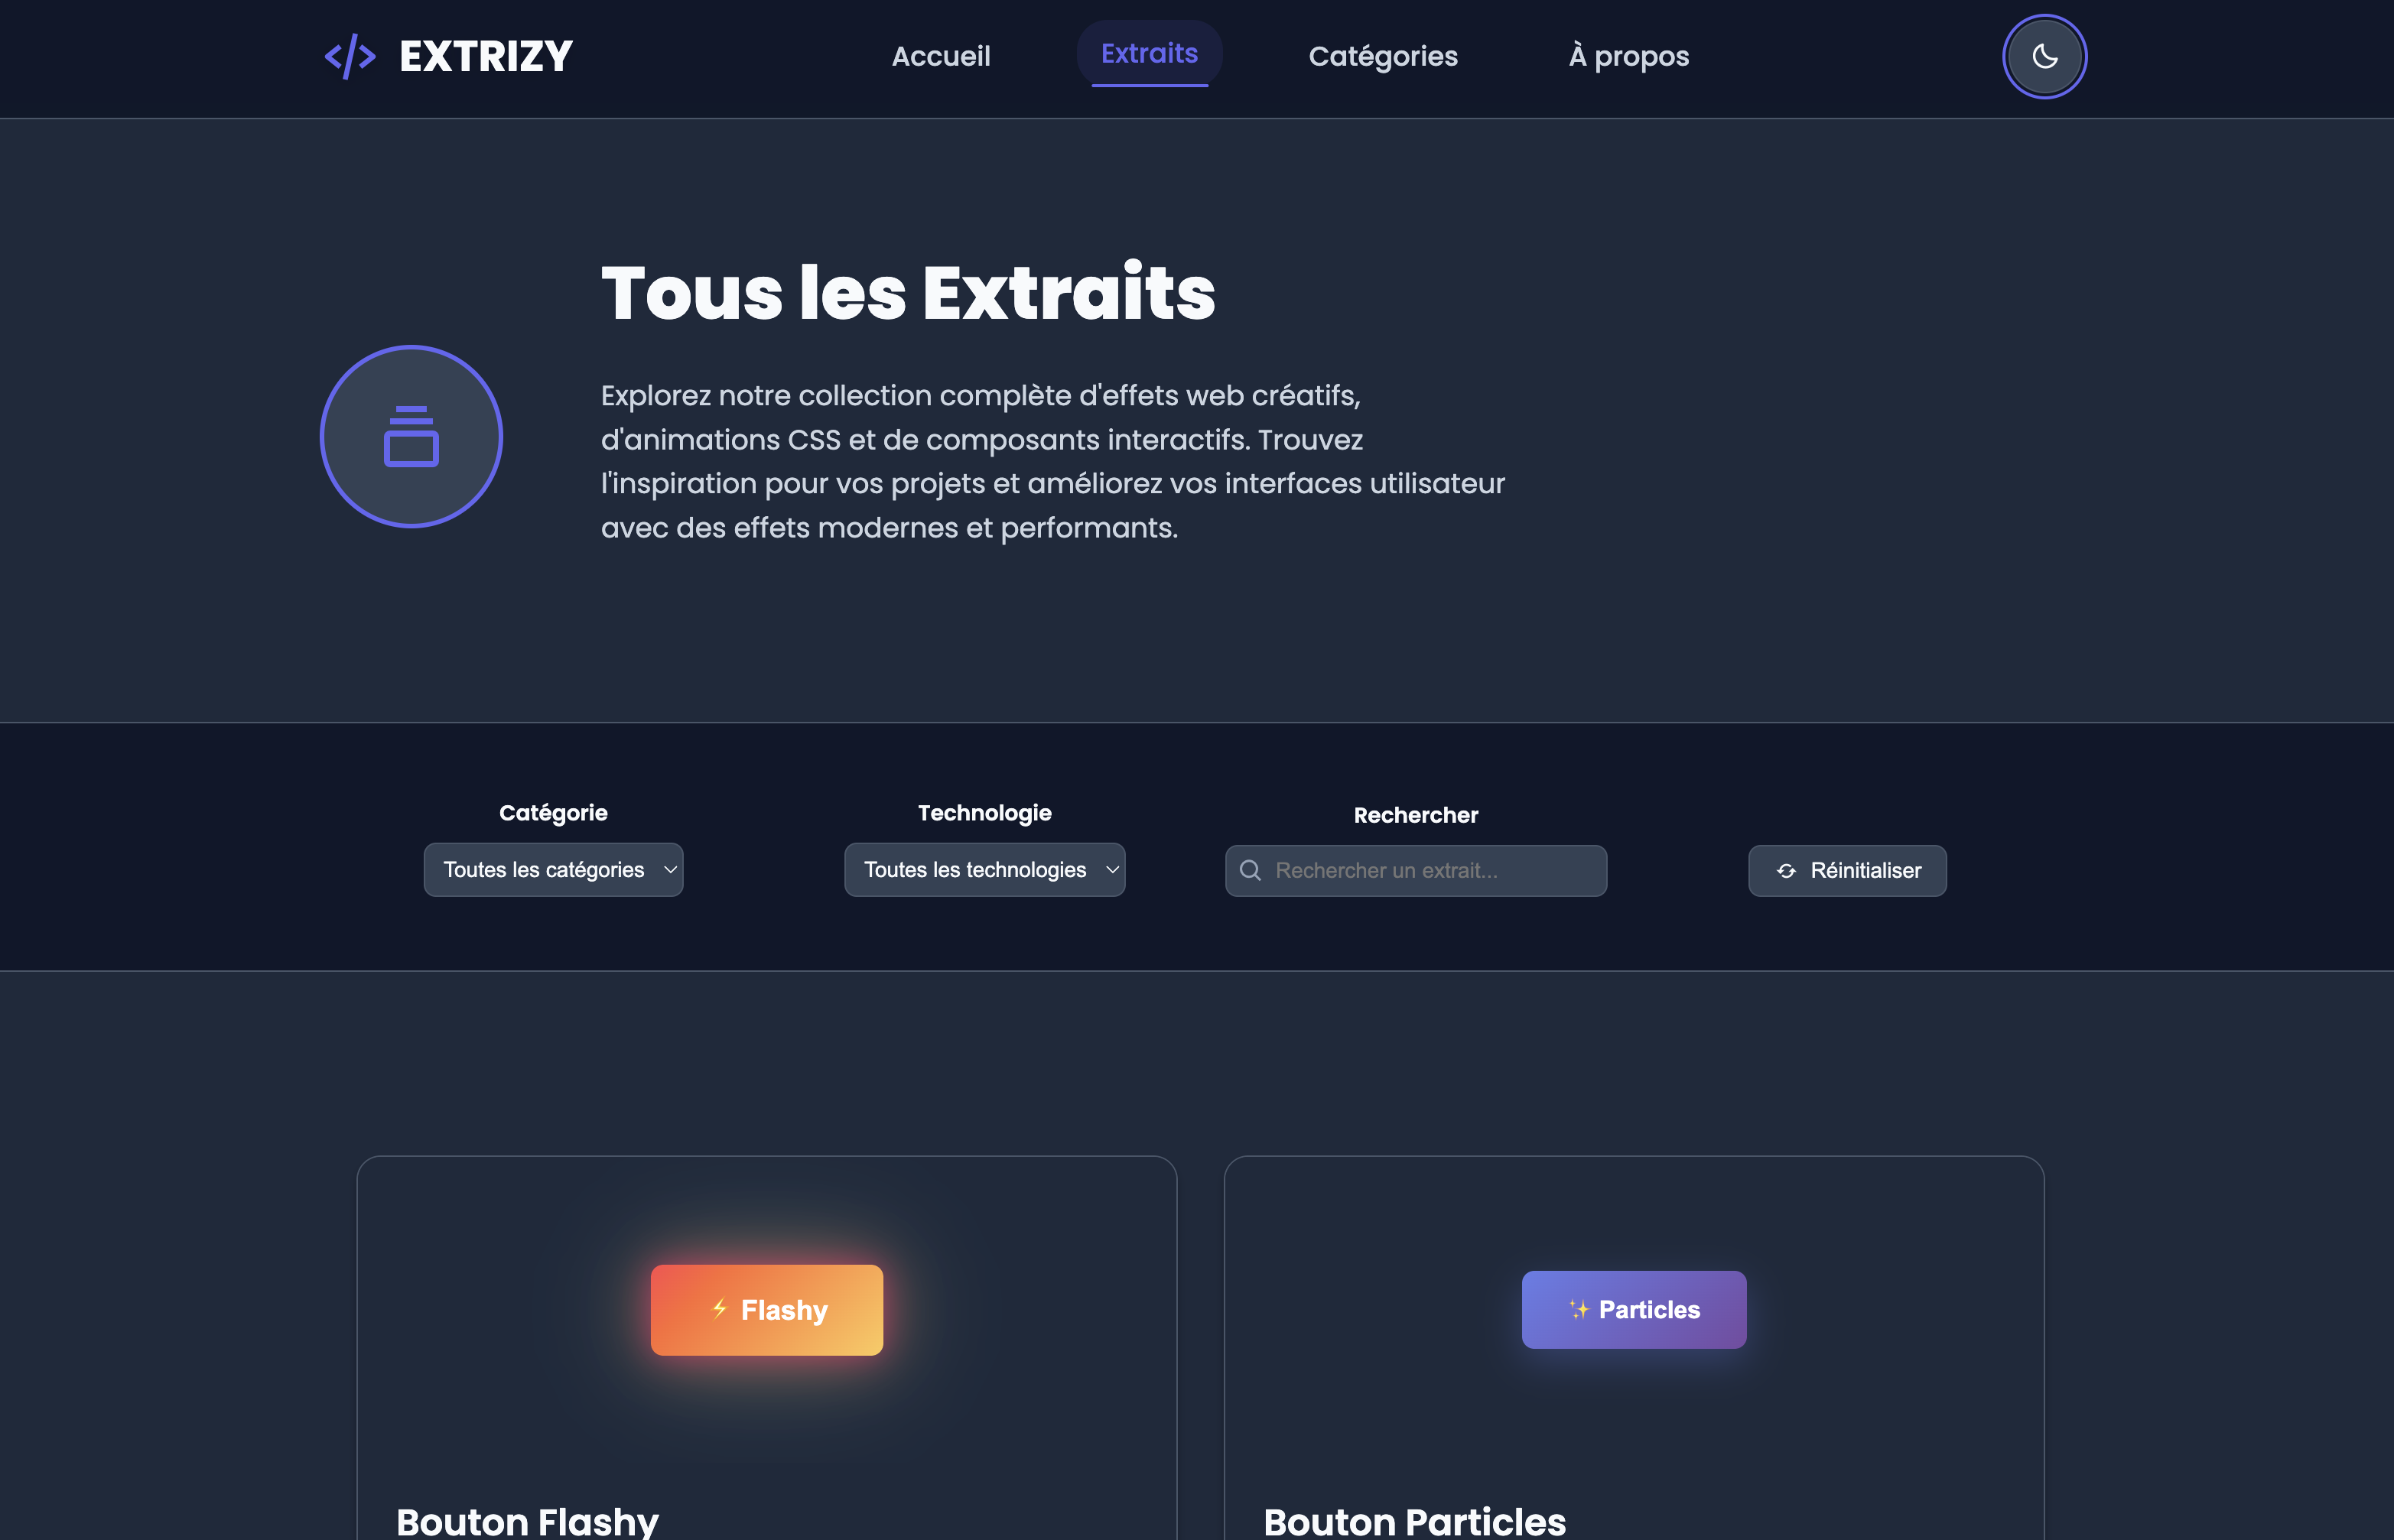 EXTRIZY
Accueil
Extraits
Catégories
À propos
Tous les Extraits
Explorez notre collection complète d'effets web créatifs,
d'animations CSS et de composants interactifs. Trouvez
l'inspiration pour vos projets et améliorez vos interfaces utilisateur
avec des effets modernes et performants.
Catégorie
Toutes les catégories
Technologie
Toutes les technologies
Rechercher
Rechercher un extrait...
Réinitialiser
⚡ Flashy
Bouton Flashy
✨ Particles
Bouton Particles